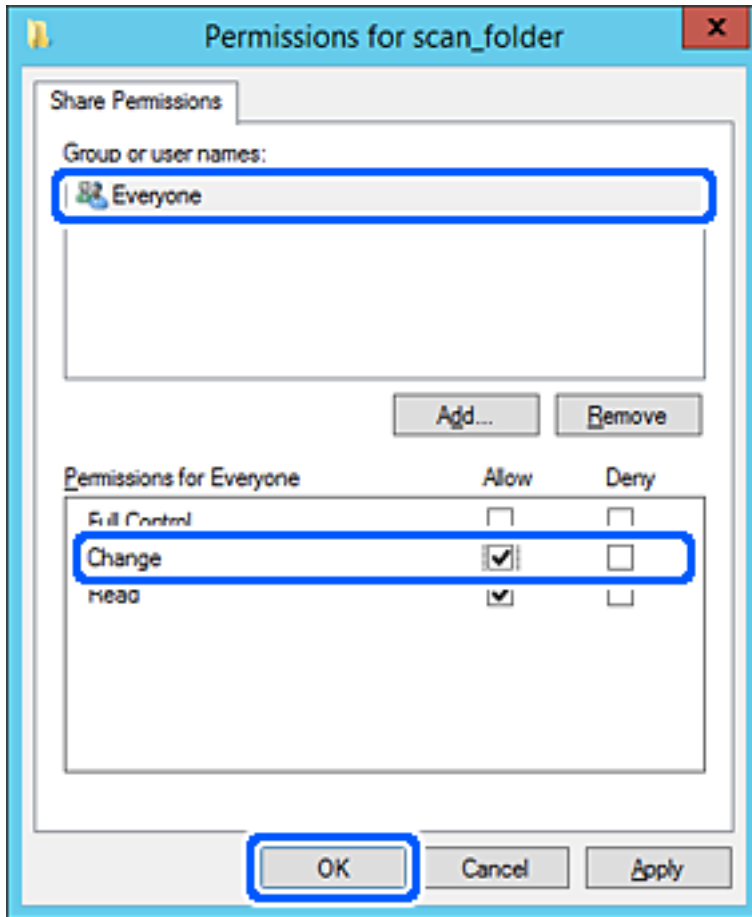 Permissions for scan_folder
Share Permissions
Group or user names:
Everyone
Add... Remove
Permissions for Everyone Allow Deny
Full Control
Change
Read
OK Cancel Apply